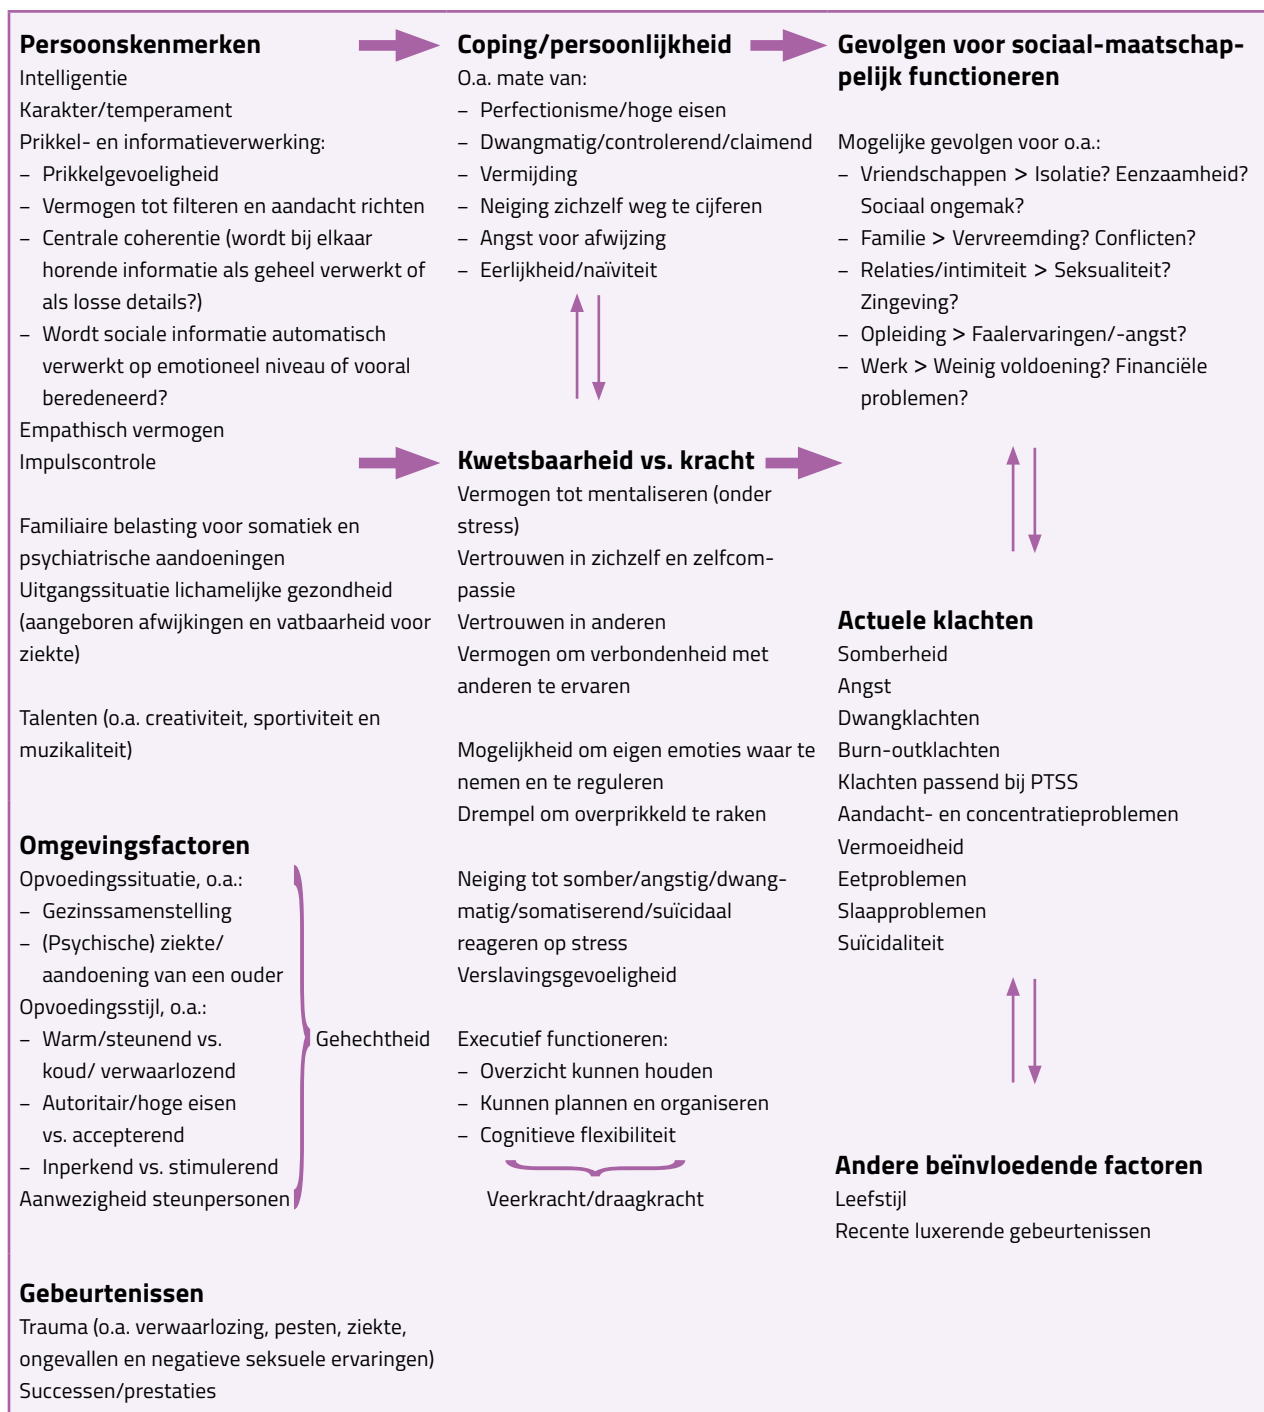 Persoonskenmerken
Intelligentie
Karakter/temperament
Prikkel- en informatieverwerking:
– Prikkelgevoeligheid
– Vermogen tot filteren en aandacht richten
– Centrale coherentie (wordt bij elkaar
horende informatie als geheel verwerkt of
als losse details?)
– Wordt sociale informatie automatisch
verwerkt op emotioneel niveau of vooral
beredeneerd?
Empathisch vermogen
Impulscontrole
Familiaire belasting voor somatiek en
psychiatrische aandoeningen
Uitgangssituatie lichamelijke gezondheid
(aangeboren afwijkingen en vatbaarheid voor
ziekte)
Talenten (o.a. creativiteit, sportiviteit en
muzikaliteit)
Omgevingsfactoren
Opvoedingssituatie, o.a.:
– Gezinssamenstelling
– (Psychische) ziekte/
aandoening van een ouder
Opvoedingsstijl, o.a.:
– Warm/steunend vs.
koud/ verwaarlozend
– Autoritair/hoge eisen
vs. accepterend
– Inperkend vs. stimulerend
Aanwezigheid steunpersonen
Gehechtheid
Gebeurtenissen
Trauma (o.a. verwaarlozing, pesten, ziekte,
ongevallen en negatieve seksuele ervaringen)
Successen/prestaties
Coping/persoonlijkheid
O.a. mate van:
– Perfectionisme/hoge eisen
– Dwangmatig/controlerend/claimend
– Vermijding
– Neiging zichzelf weg te cijferen
– Angst voor afwijzing
– Eerlijkheid/naïviteit
Kwetsbaarheid vs. kracht
Vermogen tot mentaliseren (onder
stress)
Vertrouwen in zichzelf en zelfcom-
passie
Vertrouwen in anderen
Vermogen om verbondenheid met
anderen te ervaren
Mogelijkheid om eigen emoties waar te
nemen en te reguleren
Drempel om overprikkeld te raken
Neiging tot somber/angstig/dwang-
matig/somatiserend/suïcidaal
reageren op stress
Verslavingsgevoeligheid
Executief functioneren:
– Overzicht kunnen houden
– Kunnen plannen en organiseren
– Cognitieve flexibiliteit
Veerkracht/draagkracht
Gevolgen voor sociaal-maatschap-
pelijk functioneren
Mogelijke gevolgen voor o.a.:
– Vriendschappen > Isolatie? Eenzaamheid?
Sociaal ongemak?
– Familie > Vervreemding? Conflicten?
– Relaties/intimiteit > Seksualiteit?
Zingeving?
– Opleiding > Faalervaringen/-angst?
– Werk > Weinig voldoening? Financiële
problemen?
Actuele klachten
Somberheid
Angst
Dwangklachten
Burn-outklachten
Klachten passend bij PTSS
Aandacht- en concentratieproblemen
Vermoeidheid
Eetproblemen
Slaapproblemen
Suïcidaliteit
Andere beïnvloedende factoren
Leefstijl
Recente luxerende gebeurtenissen